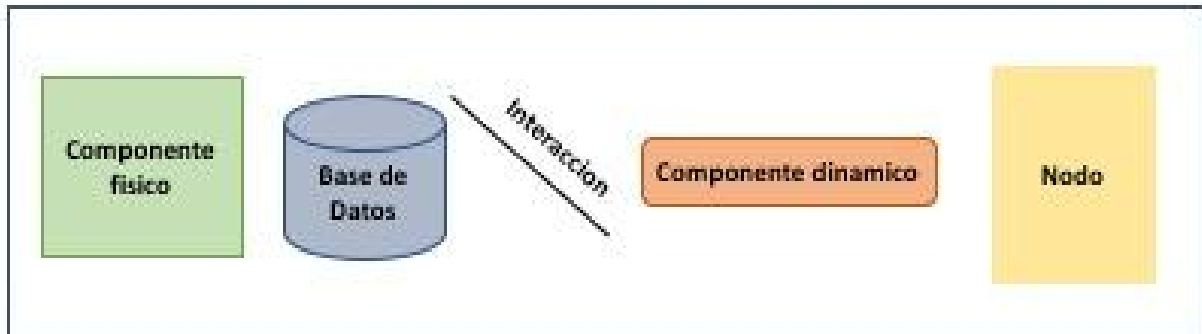 Componente
fisico
Base de
Datos
Interaccion
Componente dinamico
Nodo